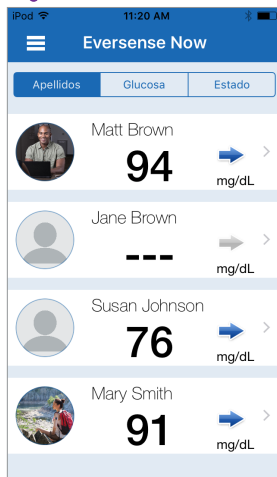 iPod 11:20 AM
Eversense Now
Apellidos Glucosa Estado
Matt Brown
94
mg/dL
Jane Brown
---
mg/dL
Susan Johnson
76
mg/dL
Mary Smith
91
mg/dL